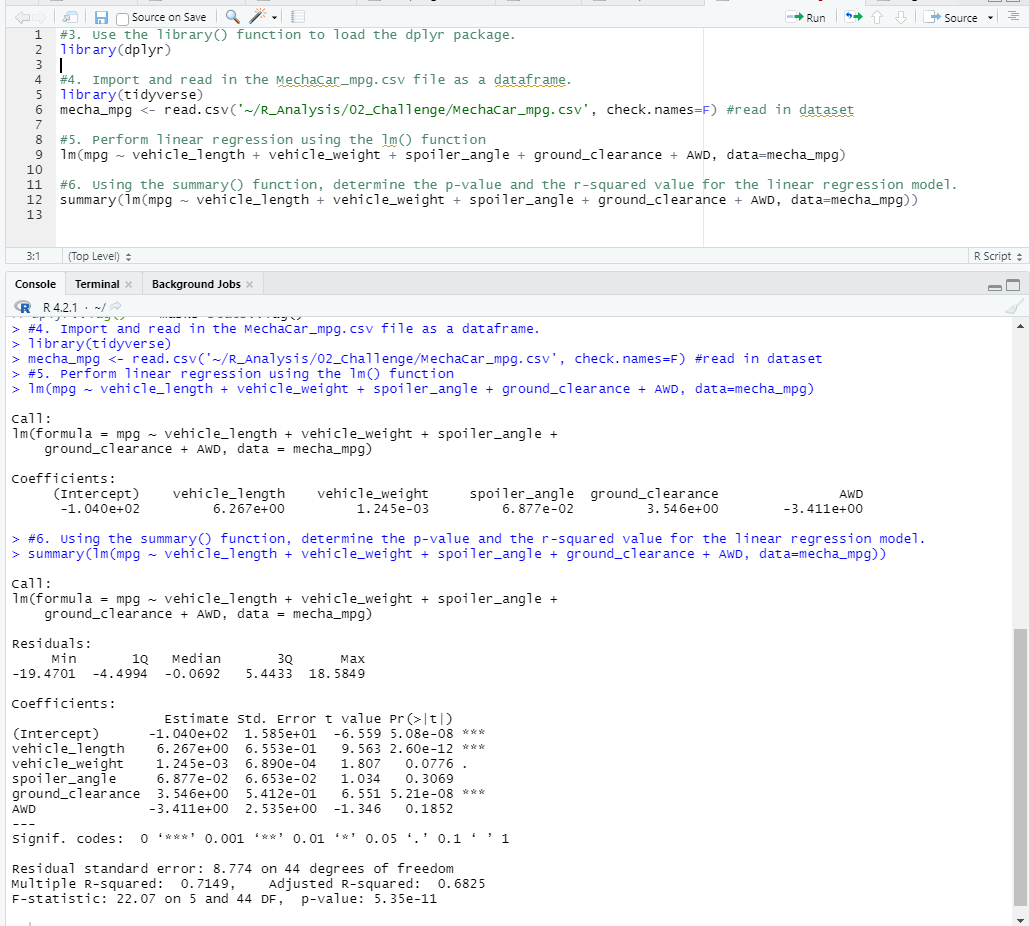 Source on Save
Run
Source
1 #3. Use the library() function to load the dplyr package.
2 library(dplyr)
3
4 #4. Import and read in the MechaCar_mpg.csv file as a dataframe.
5 library(tidyverse)
6 mecha_mpg <- read.csv('~/R_Analysis/02_Challenge/MechaCar_mpg.csv', check.names=F) #read in dataset
7
8 #5. Perform linear regression using the lm() function
9 lm(mpg ~ vehicle_length + vehicle_weight + spoiler_angle + ground_clearance + AWD, data=mecha_mpg)
10
11 #6. Using the summary() function, determine the p-value and the r-squared value for the linear regression model.
12 summary(lm(mpg ~ vehicle_length + vehicle_weight + spoiler_angle + ground_clearance + AWD, data=mecha_mpg))
13
3:1 (Top Level) R Script
Console Terminal Background Jobs
R 4.2.1 · ~/
> #4. Import and read in the MechaCar_mpg.csv file as a dataframe.
> library(tidyverse)
> mecha_mpg <- read.csv('~/R_Analysis/02_Challenge/MechaCar_mpg.csv', check.names=F) #read in dataset
> #5. Perform linear regression using the lm() function
> lm(mpg ~ vehicle_length + vehicle_weight + spoiler_angle + ground_clearance + AWD, data=mecha_mpg)
Call:
lm(formula = mpg ~ vehicle_length + vehicle_weight + spoiler_angle +
ground_clearance + AWD, data = mecha_mpg)
Coefficients:
(Intercept) vehicle_length vehicle_weight spoiler_angle ground_clearance AWD
-1.040e+02 6.267e+00 1.245e-03 6.877e-02 3.546e+00 -3.411e+00
> #6. Using the summary() function, determine the p-value and the r-squared value for the linear regression model.
> summary(lm(mpg ~ vehicle_length + vehicle_weight + spoiler_angle + ground_clearance + AWD, data=mecha_mpg))
Call:
lm(formula = mpg ~ vehicle_length + vehicle_weight + spoiler_angle +
ground_clearance + AWD, data = mecha_mpg)
Residuals:
Min 1Q Median 3Q Max
-19.4701 -4.4994 -0.0692 5.4433 18.5849
Coefficients:
Estimate Std. Error t value Pr(>|t|)
(Intercept) -1.040e+02 1.585e+01 -6.559 5.08e-08 ***
vehicle_length 6.267e+00 6.553e-01 9.563 2.60e-12 ***
vehicle_weight 1.245e-03 6.890e-04 1.807 0.0776 .
spoiler_angle 6.877e-02 6.653e-02 1.034 0.3069
ground_clearance 3.546e+00 5.412e-01 6.551 5.21e-08 ***
AWD -3.411e+00 2.535e+00 -1.346 0.1852
---
Signif. codes: 0 ‘***’ 0.001 ‘**’ 0.01 ‘*’ 0.05 ‘.’ 0.1 ‘ ’ 1
Residual standard error: 8.774 on 44 degrees of freedom
Multiple R-squared: 0.7149, Adjusted R-squared: 0.6825
F-statistic: 22.07 on 5 and 44 DF, p-value: 5.35e-11